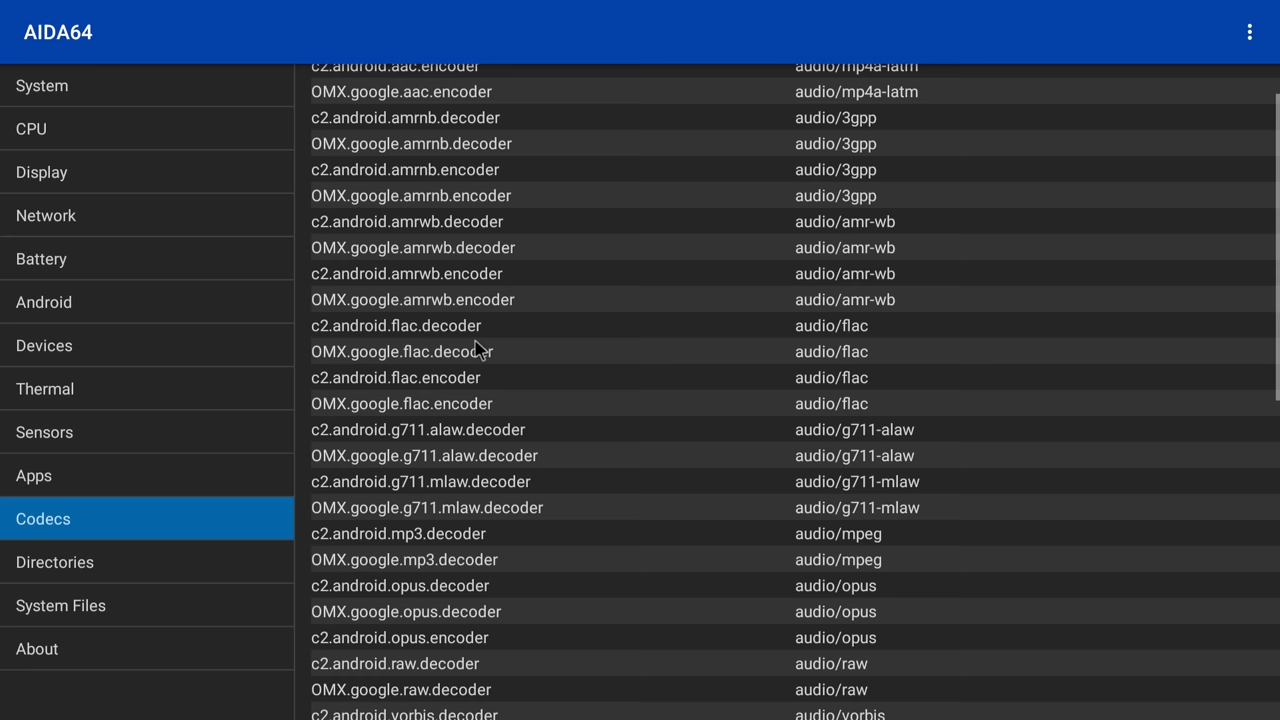 AIDA64
System
CPU
Display
Network
Battery
Android
Devices
Thermal
Sensors
Apps
Codecs
Directories
System Files
About
c2.android.aac.encoder audio/mp4a-latm
OMX.google.aac.encoder audio/mp4a-latm
c2.android.amrnb.decoder audio/3gpp
OMX.google.amrnb.decoder audio/3gpp
c2.android.amrnb.encoder audio/3gpp
OMX.google.amrnb.encoder audio/3gpp
c2.android.amrwb.decoder audio/amr-wb
OMX.google.amrwb.decoder audio/amr-wb
c2.android.amrwb.encoder audio/amr-wb
OMX.google.amrwb.encoder audio/amr-wb
c2.android.flac.decoder audio/flac
OMX.google.flac.decoder audio/flac
c2.android.flac.encoder audio/flac
OMX.google.flac.encoder audio/flac
c2.android.g711.alaw.decoder audio/g711-alaw
OMX.google.g711.alaw.decoder audio/g711-alaw
c2.android.g711.mlaw.decoder audio/g711-mlaw
OMX.google.g711.mlaw.decoder audio/g711-mlaw
c2.android.mp3.decoder audio/mpeg
OMX.google.mp3.decoder audio/mpeg
c2.android.opus.decoder audio/opus
OMX.google.opus.decoder audio/opus
c2.android.opus.encoder audio/opus
c2.android.raw.decoder audio/raw
OMX.google.raw.decoder audio/raw
c2.android.vorbis.decoder audio/vorbis